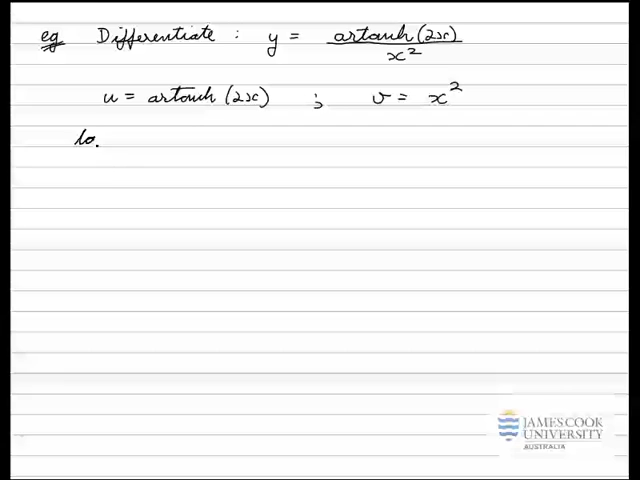 eg Differentiate : y = artanh(2x) / x²
u = artanh (2x) ; v = x²
JAMES COOK
UNIVERSITY
AUSTRALIA